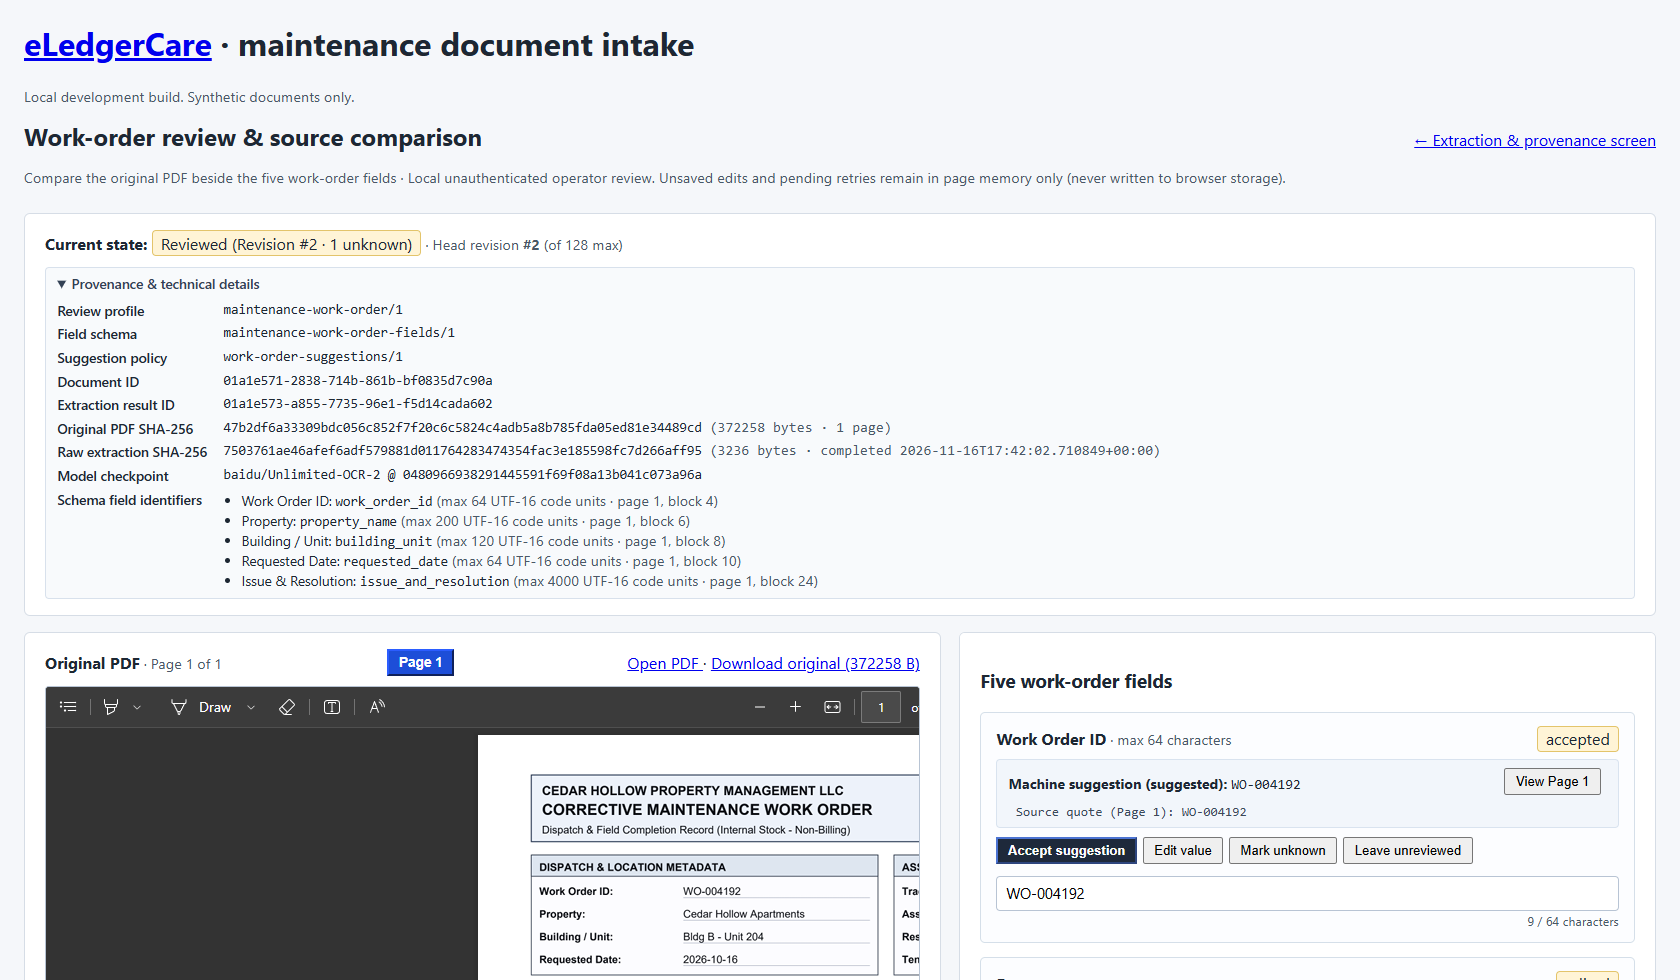 eLedgerCare · maintenance document intake
Local development build. Synthetic documents only.
Work-order review & source comparison
← Extraction & provenance screen
Compare the original PDF beside the five work-order fields · Local unauthenticated operator review. Unsaved edits and pending retries remain in page memory only (never written to browser storage).
Current state: Reviewed (Revision #2 · 1 unknown) · Head revision #2 (of 128 max)
▼ Provenance & technical details
Review profile maintenance-work-order/1
Field schema maintenance-work-order-fields/1
Suggestion policy work-order-suggestions/1
Document ID 01a1e571-2838-714b-861b-bf0835d7c90a
Extraction result ID 01a1e573-a855-7735-96e1-f5d14cada602
Original PDF SHA-256 47b2df6a33309bdc056c852f7f20c6c5824c4adb5a8b785fda05ed81e34489cd (372258 bytes · 1 page)
Raw extraction SHA-256 7503761ae46afef6adf579881d011764283474354fac3e185598fc7d266aff95 (3236 bytes · completed 2026-11-16T17:42:02.710849+00:00)
Model checkpoint baidu/Unlimited-OCR-2 @ 0480966938291445591f69f08a13b041c073a96a
Schema field identifiers
• Work Order ID: work_order_id (max 64 UTF-16 code units · page 1, block 4)
• Property: property_name (max 200 UTF-16 code units · page 1, block 6)
• Building / Unit: building_unit (max 120 UTF-16 code units · page 1, block 8)
• Requested Date: requested_date (max 64 UTF-16 code units · page 1, block 10)
• Issue & Resolution: issue_and_resolution (max 4000 UTF-16 code units · page 1, block 24)
Original PDF · Page 1 of 1
Page 1
Open PDF · Download original (372258 B)
Draw
1
CEDAR HOLLOW PROPERTY MANAGEMENT LLC
CORRECTIVE MAINTENANCE WORK ORDER
Dispatch & Field Completion Record (Internal Stock - Non-Billing)
DISPATCH & LOCATION METADATA
Work Order ID: WO-004192
Property: Cedar Hollow Apartments
Building / Unit: Bldg B - Unit 204
Requested Date: 2026-10-16
Five work-order fields
Work Order ID · max 64 characters
accepted
Machine suggestion (suggested): WO-004192
View Page 1
Source quote (Page 1): WO-004192
Accept suggestion
Edit value
Mark unknown
Leave unreviewed
WO-004192
9 / 64 characters